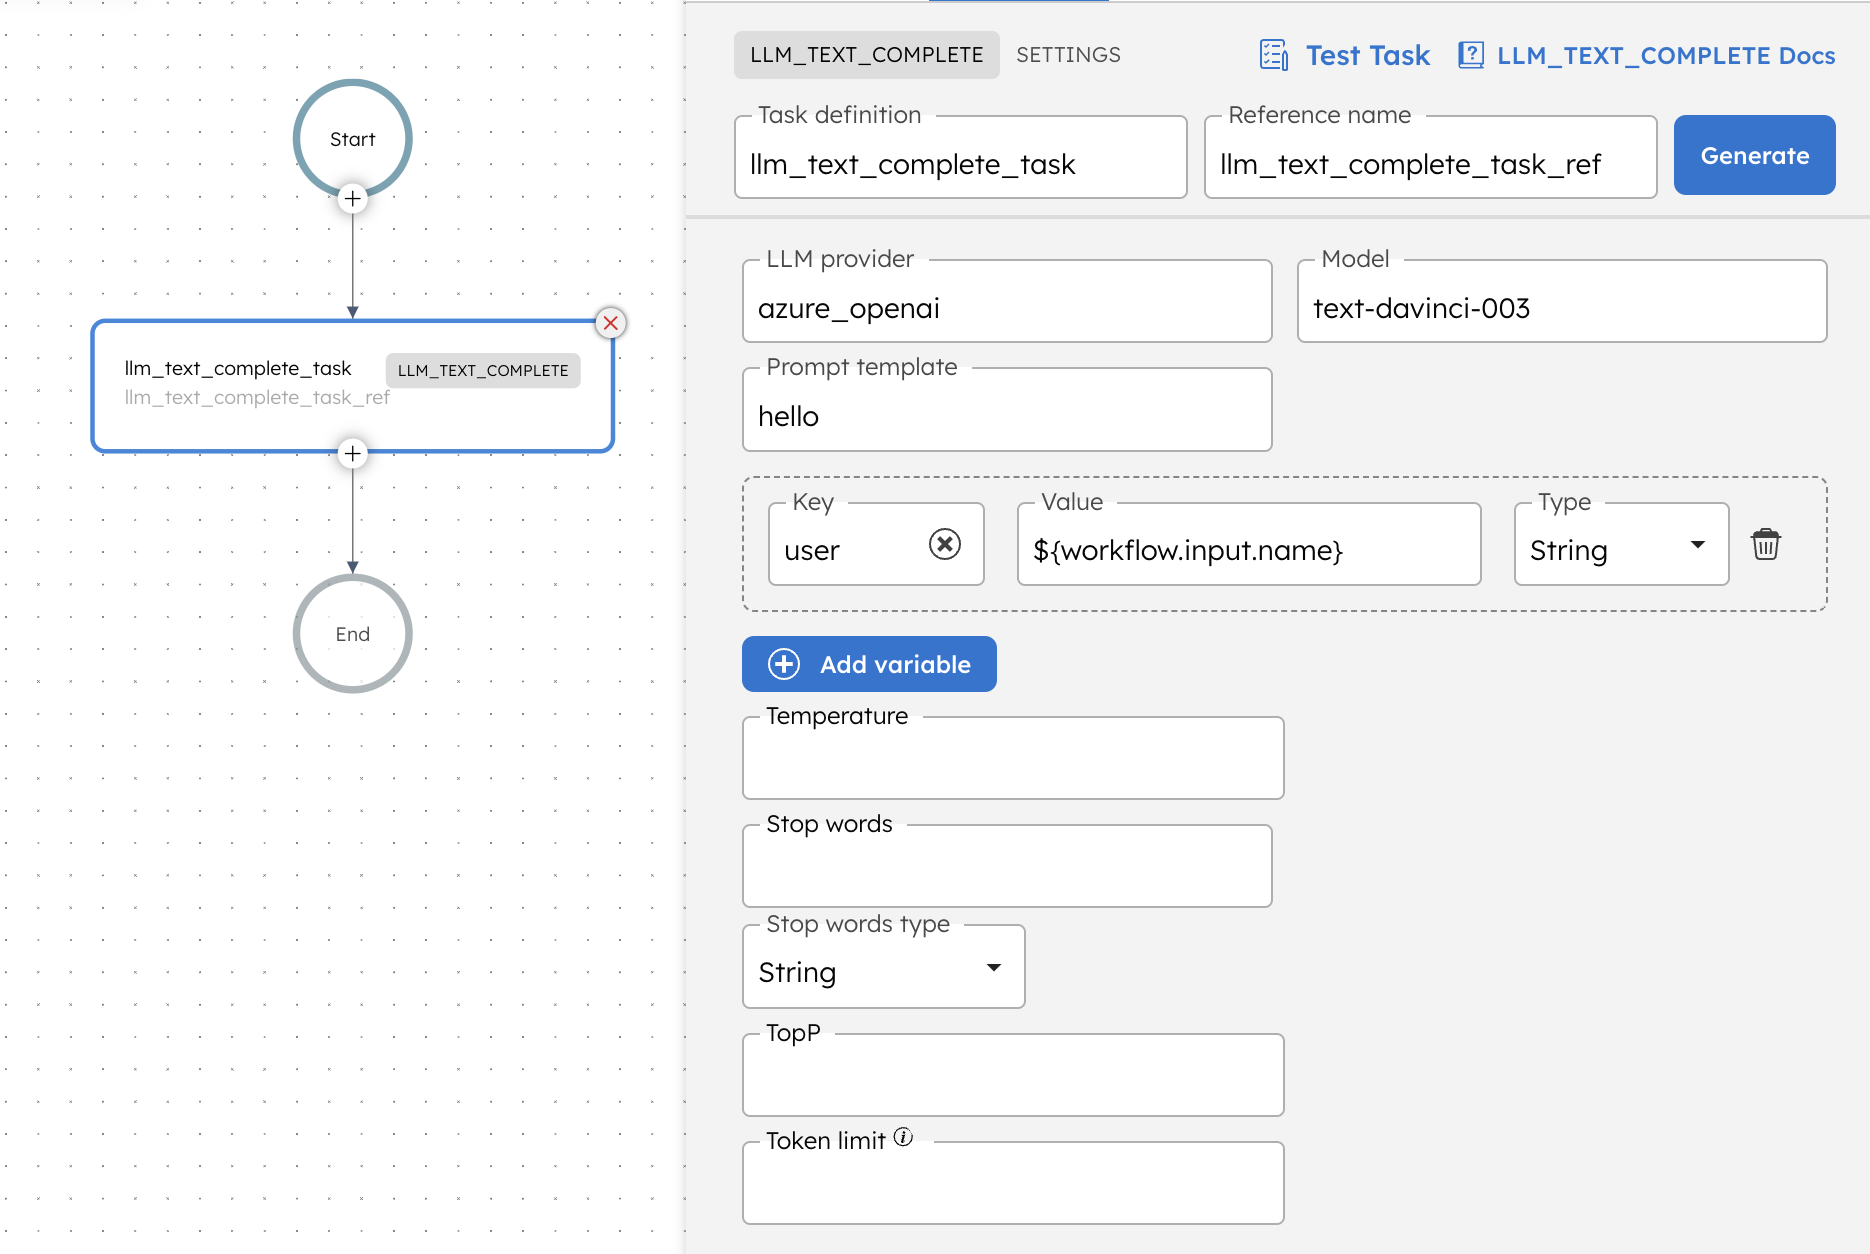 Start
llm_text_complete_task
LLM_TEXT_COMPLETE
llm_text_complete_task_ref
End
LLM_TEXT_COMPLETE
SETTINGS
Test Task
LLM_TEXT_COMPLETE Docs
Task definition
llm_text_complete_task
Reference name
llm_text_complete_task_ref
Generate
LLM provider
azure_openai
Model
text-davinci-003
Prompt template
hello
Key
user
Value
${workflow.input.name}
Type
String
Add variable
Temperature
Stop words
Stop words type
String
TopP
Token limit